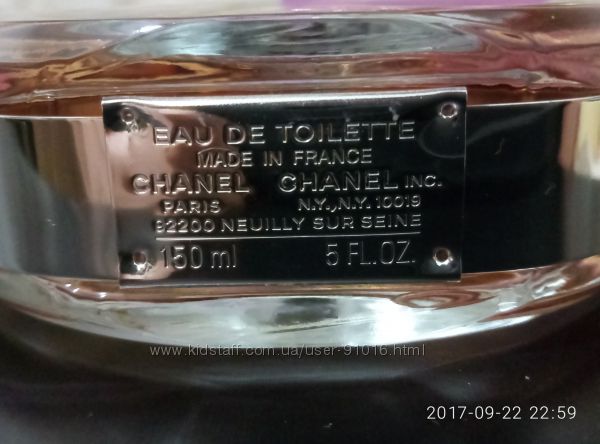 EAU DE TOILETTE
MADE IN FRANCE
CHANEL CHANEL INC.
PARIS N.Y., N.Y. 10019
92200 NEUILLY SUR SEINE
150 ml 5 FL.OZ.
www.kidstaff.com.ua/user-91016.html
2017-09-22 22:59